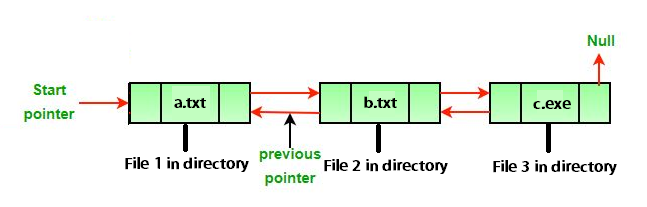 Null
Start
pointer
a.txt
b.txt
c.exe
File 1 in directory
previous
pointer
File 2 in directory
File 3 in directory